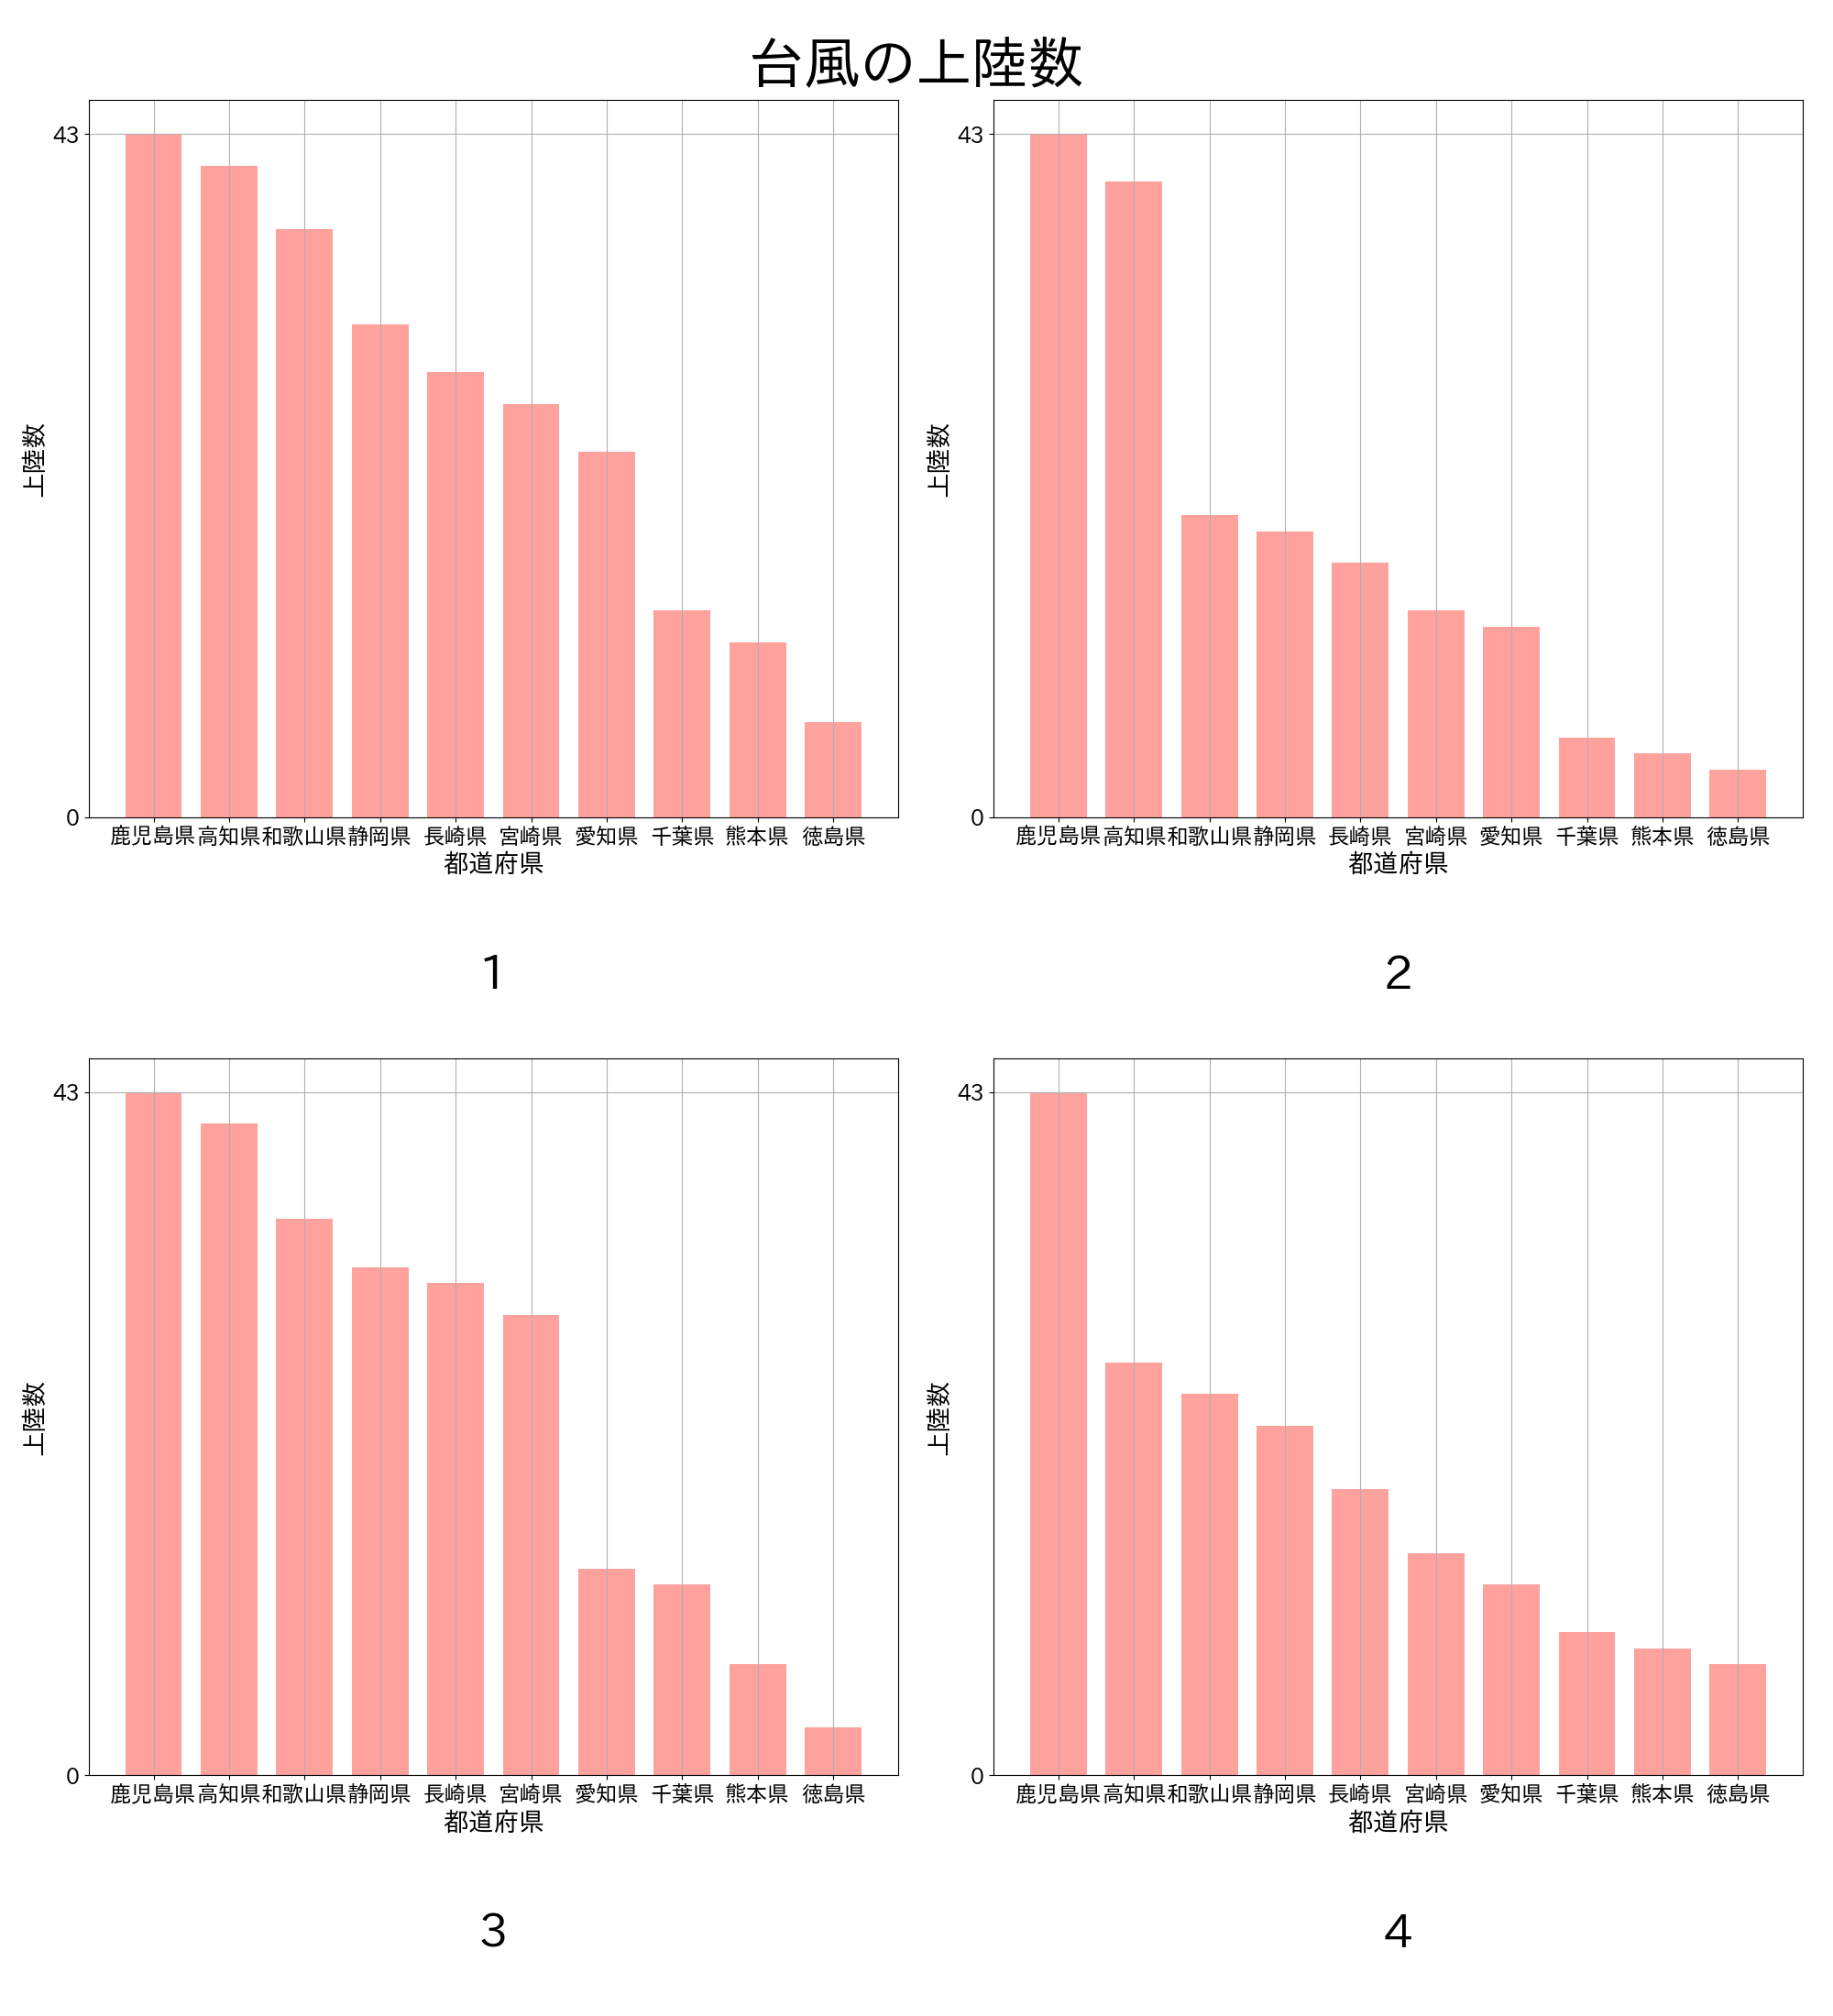 台風の上陸数
43
0
上陸数
鹿児島県 高知県 和歌山県 静岡県 長崎県 宮崎県 愛知県 千葉県 熊本県 徳島県
都道府県
1
43
0
上陸数
鹿児島県 高知県 和歌山県 静岡県 長崎県 宮崎県 愛知県 千葉県 熊本県 徳島県
都道府県
2
43
0
上陸数
鹿児島県 高知県 和歌山県 静岡県 長崎県 宮崎県 愛知県 千葉県 熊本県 徳島県
都道府県
3
43
0
上陸数
鹿児島県 高知県 和歌山県 静岡県 長崎県 宮崎県 愛知県 千葉県 熊本県 徳島県
都道府県
4